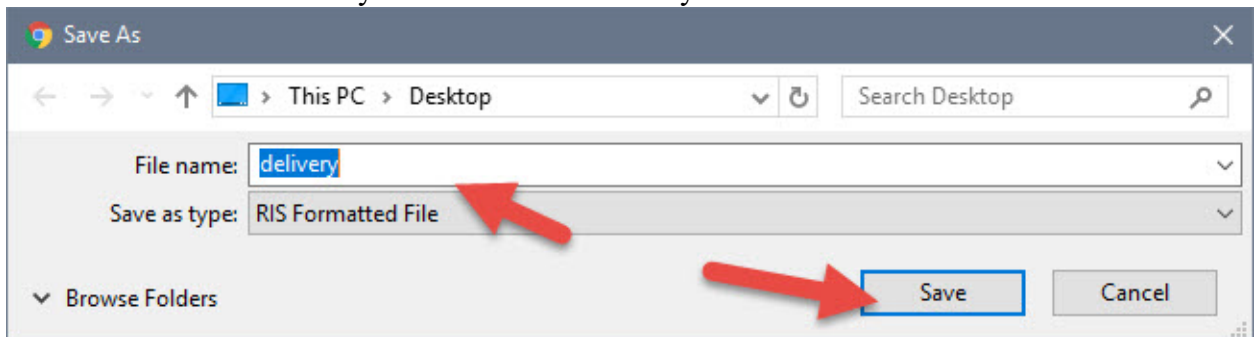 Save As
This PC > Desktop
Search Desktop
File name: delivery
Save as type: RIS Formatted File
Browse Folders
Save
Cancel